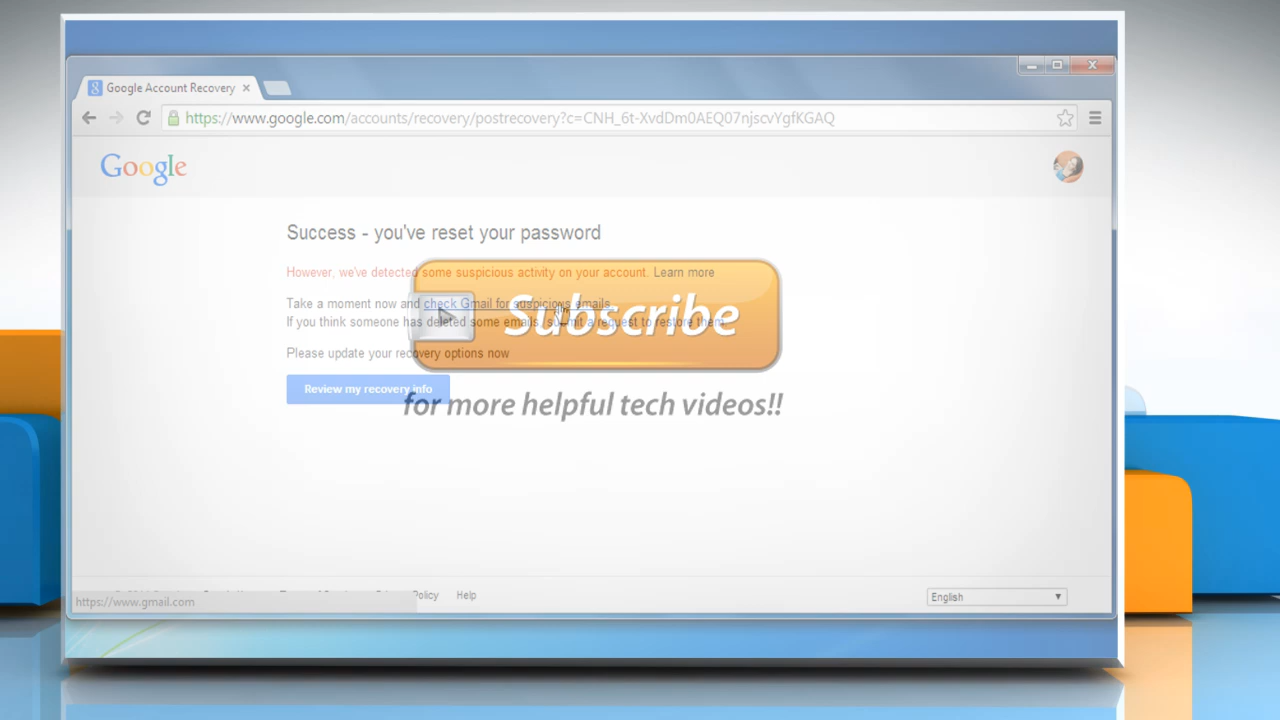 Google Account Recovery
https://www.google.com/accounts/recovery/postrecovery?c=CNH_6t-XvdDm0AEQ07njscvYgfKGAQ
Google
Success - you've reset your password
However, we've detected some suspicious activity on your account. Learn more
Take a moment now and check Gmail for suspicious emails.
If you think someone has deleted some emails, submit a request to restore them.
Subscribe
Please update your recovery options now
Review my recovery info
for more helpful tech videos!!
Policy Help
English
https://www.gmail.com